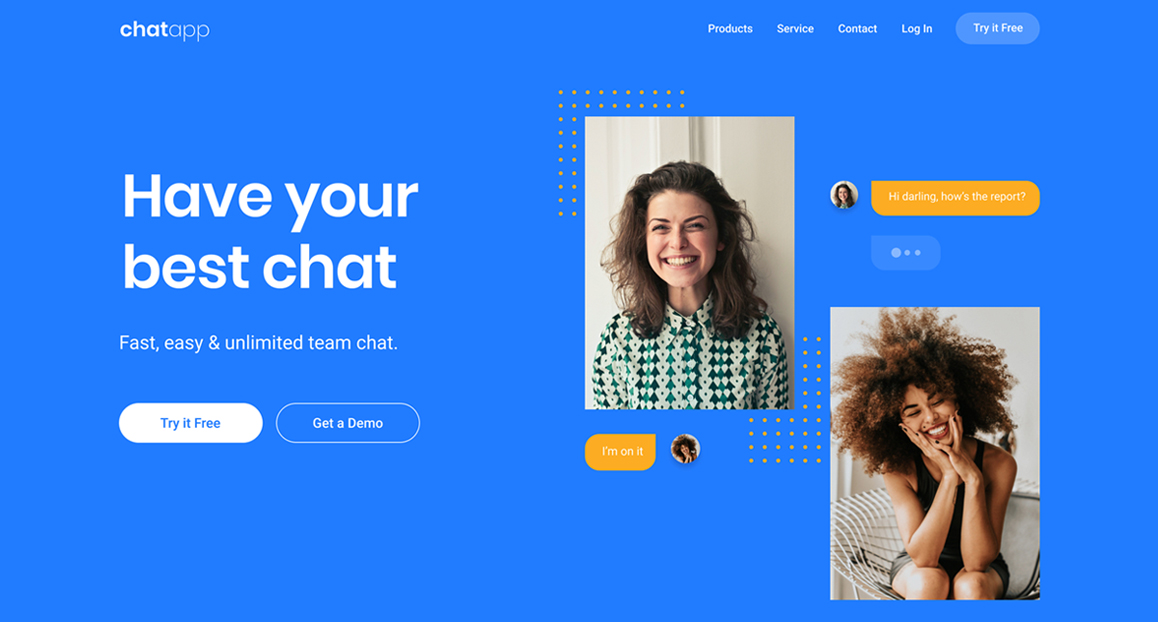 chatapp
Products
Service
Contact
Log In
Try it Free
Have your
best chat
Fast, easy & unlimited team chat.
Try it Free
Get a Demo
Hi darling, how's the report?
I'm on it